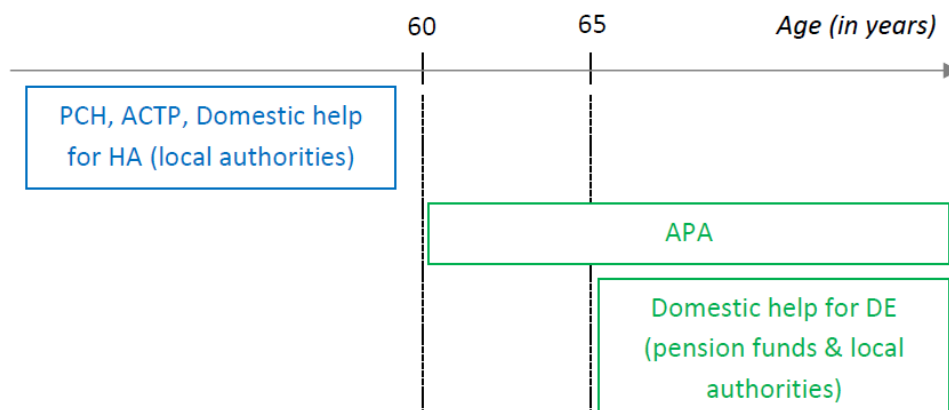 60
65
Age (in years)
PCH, ACTP, Domestic help
for HA (local authorities)
APA
Domestic help for DE
(pension funds & local
authorities)